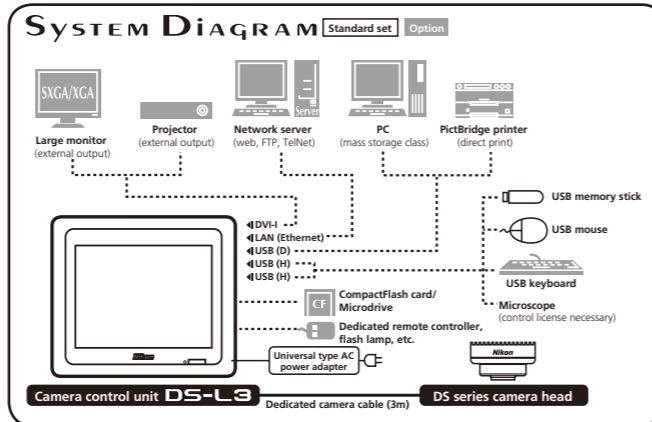 SYSTEM DIAGRAM Standard set Option
SXGA/XGA
Server
Large monitor
(external output)
Projector
(external output)
Network server
(web, FTP, TelNet)
PC
(mass storage class)
PictBridge printer
(direct print)
DVI-I
LAN (Ethernet)
USB (D)
USB (H)
USB (H)
USB memory stick
USB mouse
USB keyboard
Microscope
(control license necessary)
CF
CompactFlash card/
Microdrive
Dedicated remote controller,
flash lamp, etc.
Universal type AC
power adapter
Nikon
Nikon
Camera control unit DS-L3
Dedicated camera cable (3m)
DS series camera head